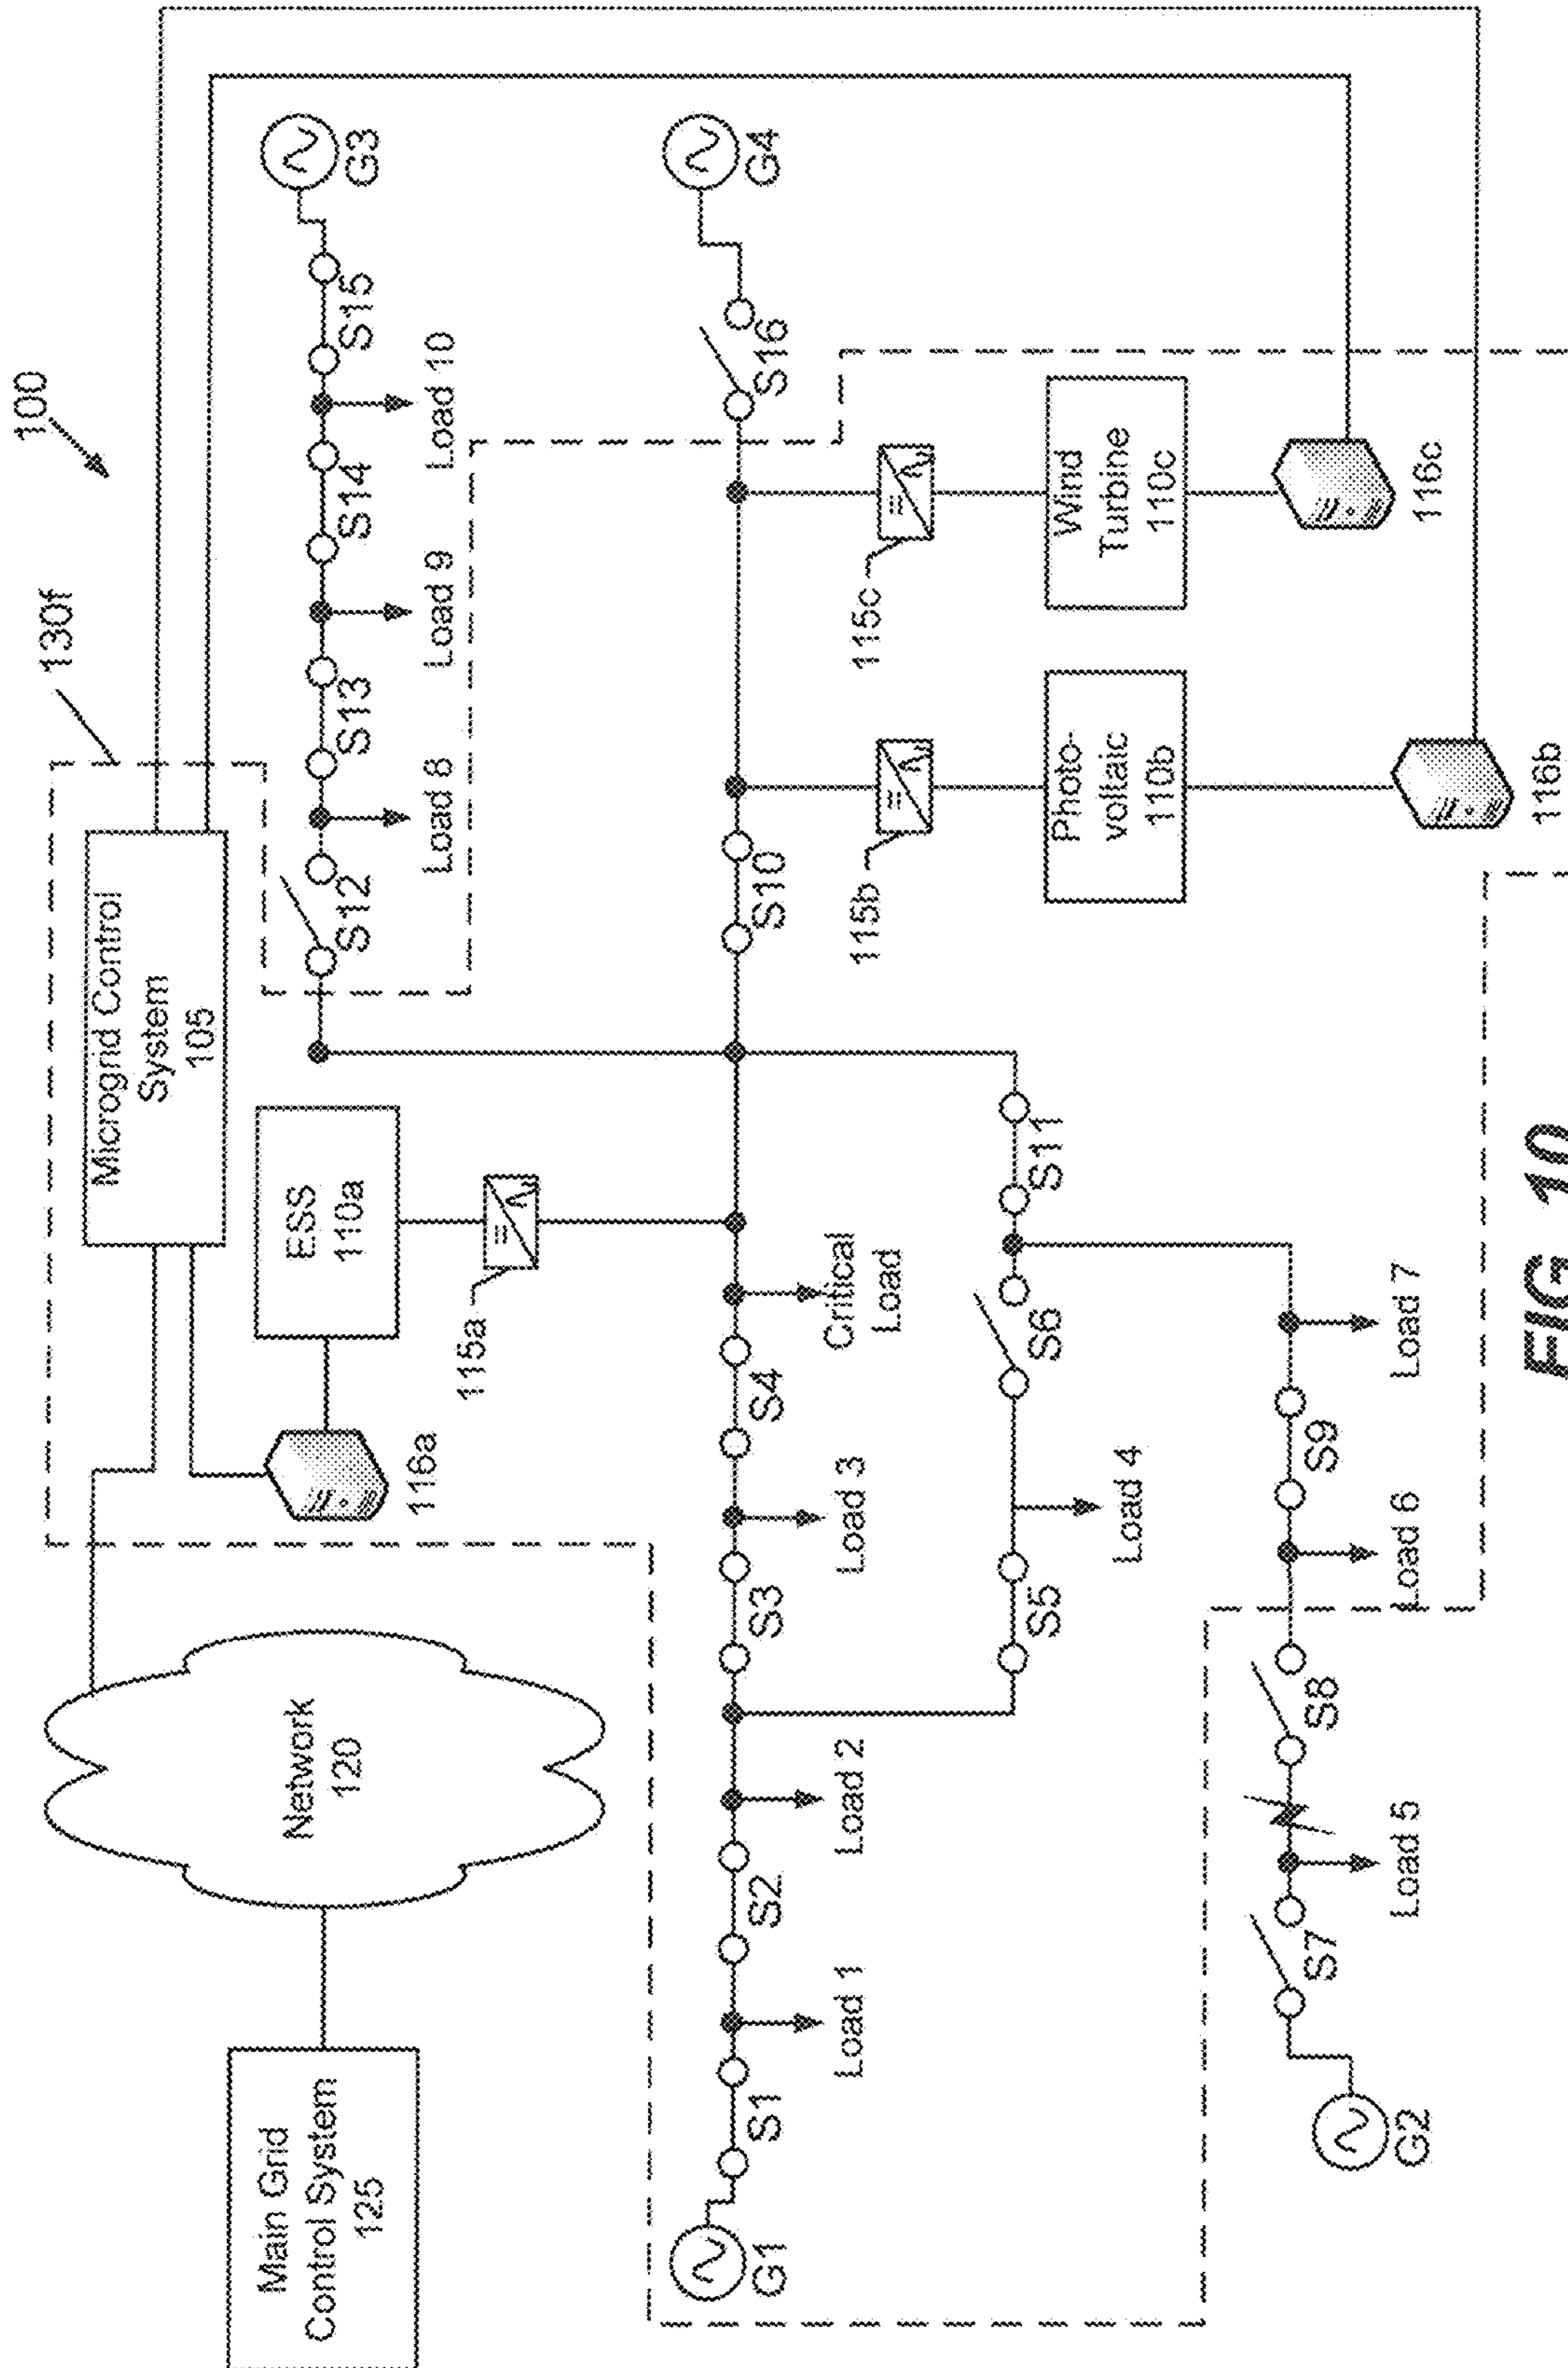 100
130f
Main Grid
Control System
125
Network
120
Microgrid Control
System
105
116a
ESS
110a
115a
S12
Load 8
S13
Load 9
S14
Load 10
S15
G3
G1
S1
Load 1
S2
Load 2
S3
Load 3
S4
Critical
Load
S10
S16
G4
S5
Load 4
S6
S11
115b
115c
Photo-
voltaic
110b
Wind
Turbine
110c
116b
116c
G2
S7
Load 5
S8
Load 6
S9
Load 7
FIG 10